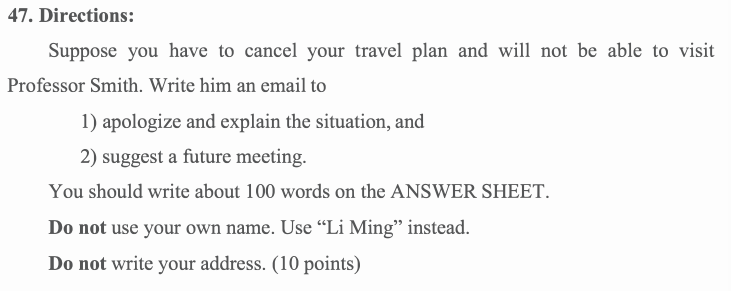 47. Directions:
Suppose you have to cancel your travel plan and will not be able to visit
Professor Smith. Write him an email to
1) apologize and explain the situation, and
2) suggest a future meeting.
You should write about 100 words on the ANSWER SHEET.
Do not use your own name. Use “Li Ming” instead.
Do not write your address. (10 points)